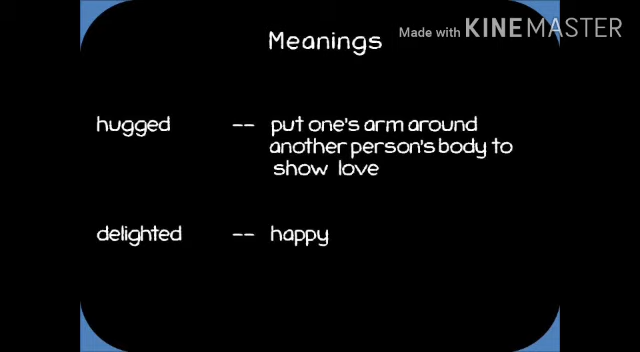 Meanings
Made with KINEMASTER
hugged -- put one's arm around
another person's body to
show love
delighted -- happy